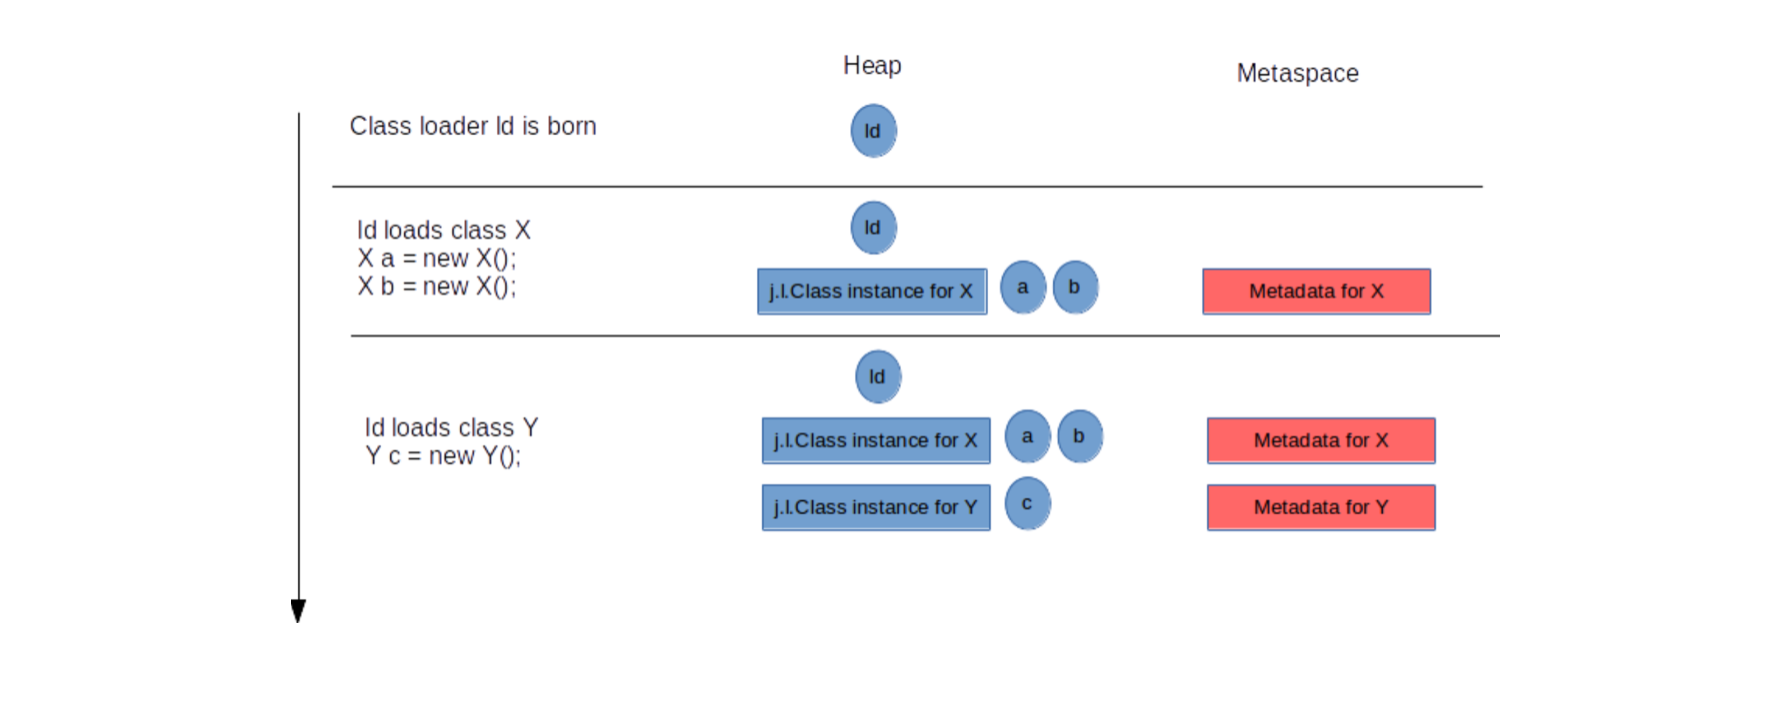 Heap
Metaspace
Class loader ld is born
ld
ld loads class X
X a = new X();
X b = new X();
ld
j.l.Class instance for X
a
b
Metadata for X
ld loads class Y
Y c = new Y();
ld
j.l.Class instance for X
a
b
Metadata for X
j.l.Class instance for Y
c
Metadata for Y